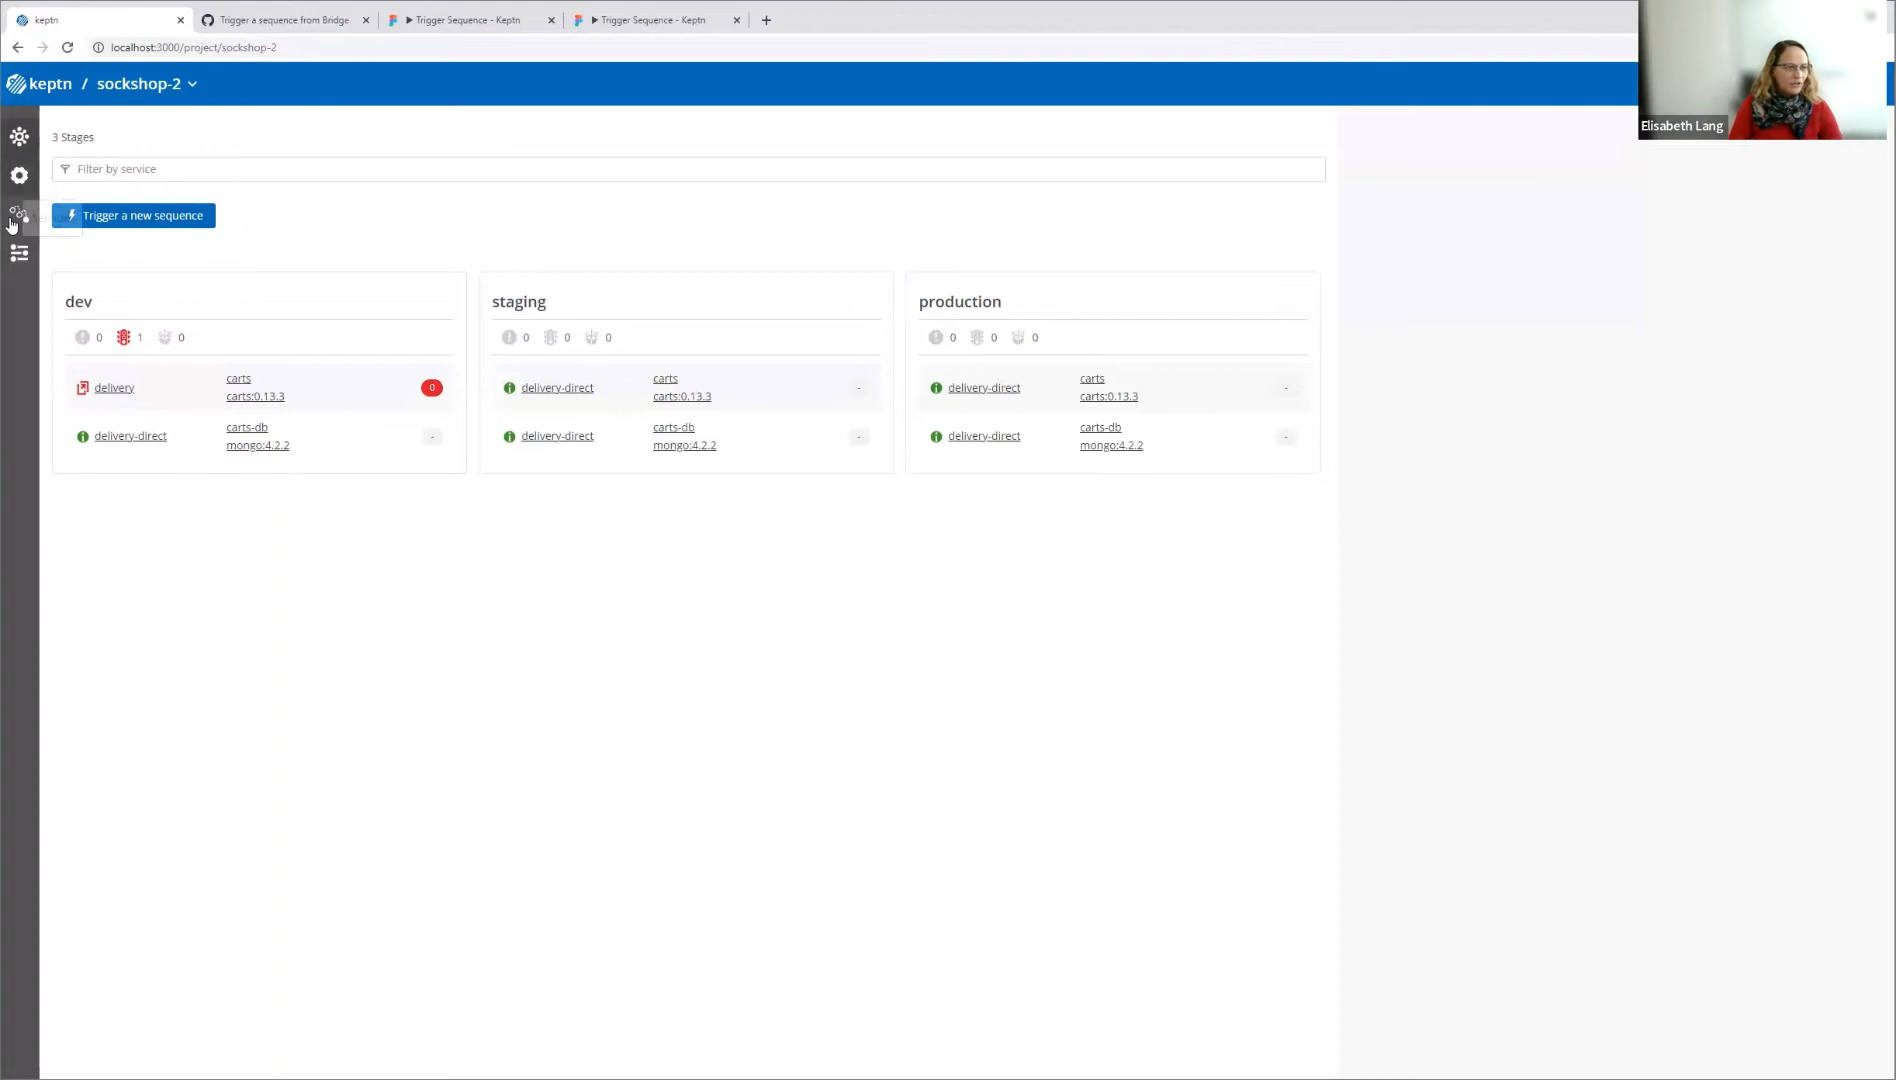 keptn
Trigger a sequence from Bridge
Trigger Sequence - Keptn
Trigger Sequence - Keptn
localhost:3000/project/sockshop-2
keptn / sockshop-2
Elisabeth Lang
3 Stages
Filter by service
Trigger a new sequence
dev
0 1 0
delivery
carts
carts:0.13.3
0
delivery-direct
carts-db
mongo:4.2.2
-
staging
0 0 0
delivery-direct
carts
carts:0.13.3
-
delivery-direct
carts-db
mongo:4.2.2
-
production
0 0 0
delivery-direct
carts
carts:0.13.3
-
delivery-direct
carts-db
mongo:4.2.2
-